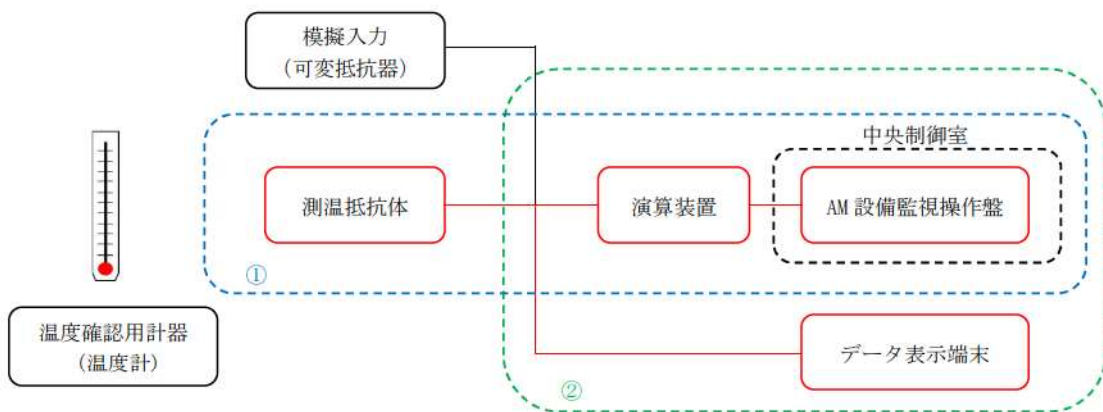 模擬入力
（可変抵抗器）
中央制御室
測温抵抗体
演算装置
AM 設備監視操作盤
①
温度確認用計器
（温度計）
データ表示端末
②